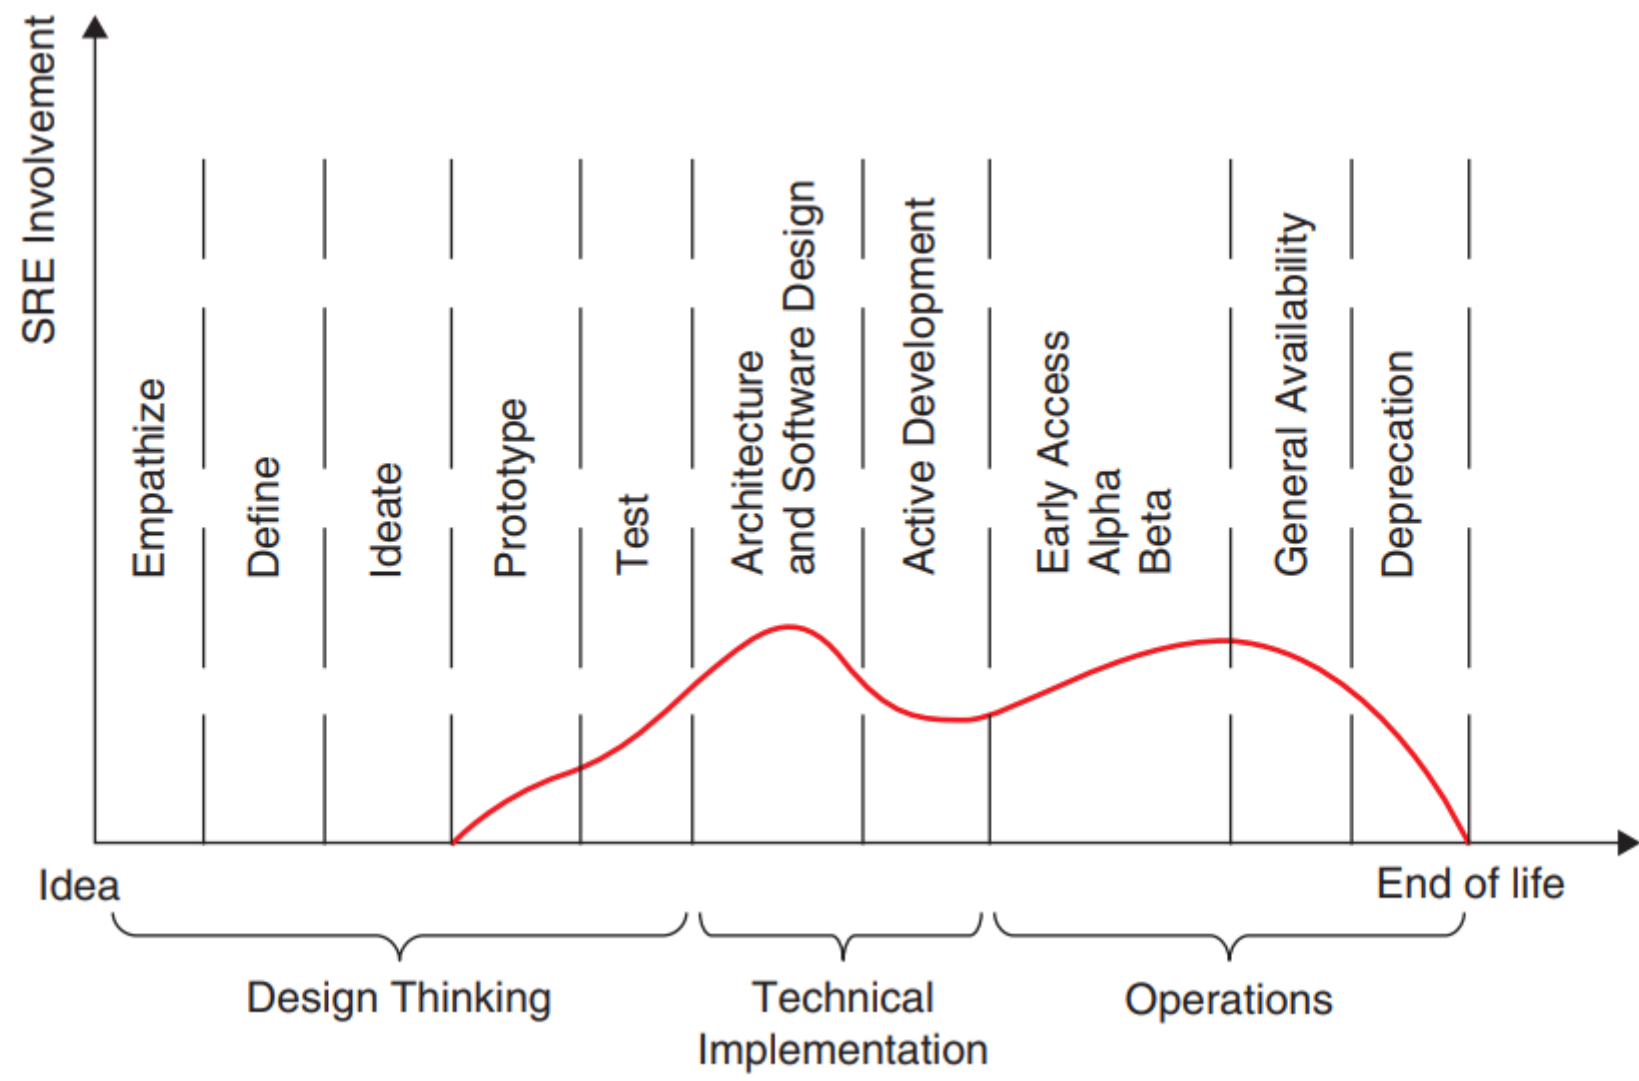 SRE Involvement
Empathize
Define
Ideate
Prototype
Test
Architecture
and Software Design
Active Development
Early Access
Alpha
Beta
General Availability
Deprecation
Idea
End of life
Design Thinking
Technical
Implementation
Operations